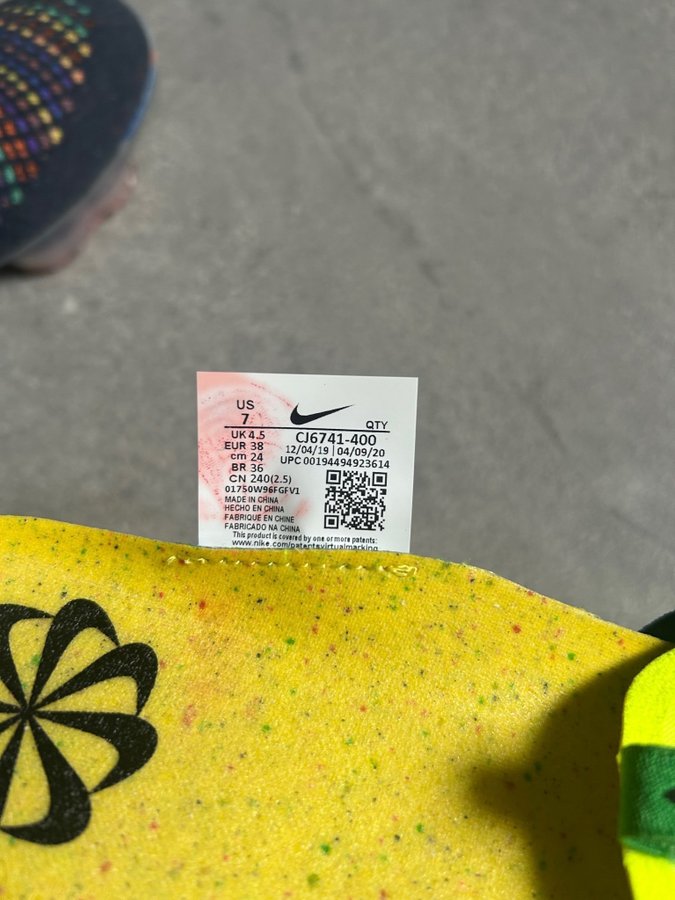 US
7
QTY
UK 4.5
EUR 38
cm 24
BR 36
CN 240(2.5)
CJ6741-400
12/04/19 | 04/09/20
UPC 00194494923614
01750W96FGFV1
MADE IN CHINA
HECHO EN CHINA
FABRIQUÉ EN CHINE
FABRICADO NA CHINA
This product is covered by one or more patents:
www.nike.com/patentsvirtualmarking